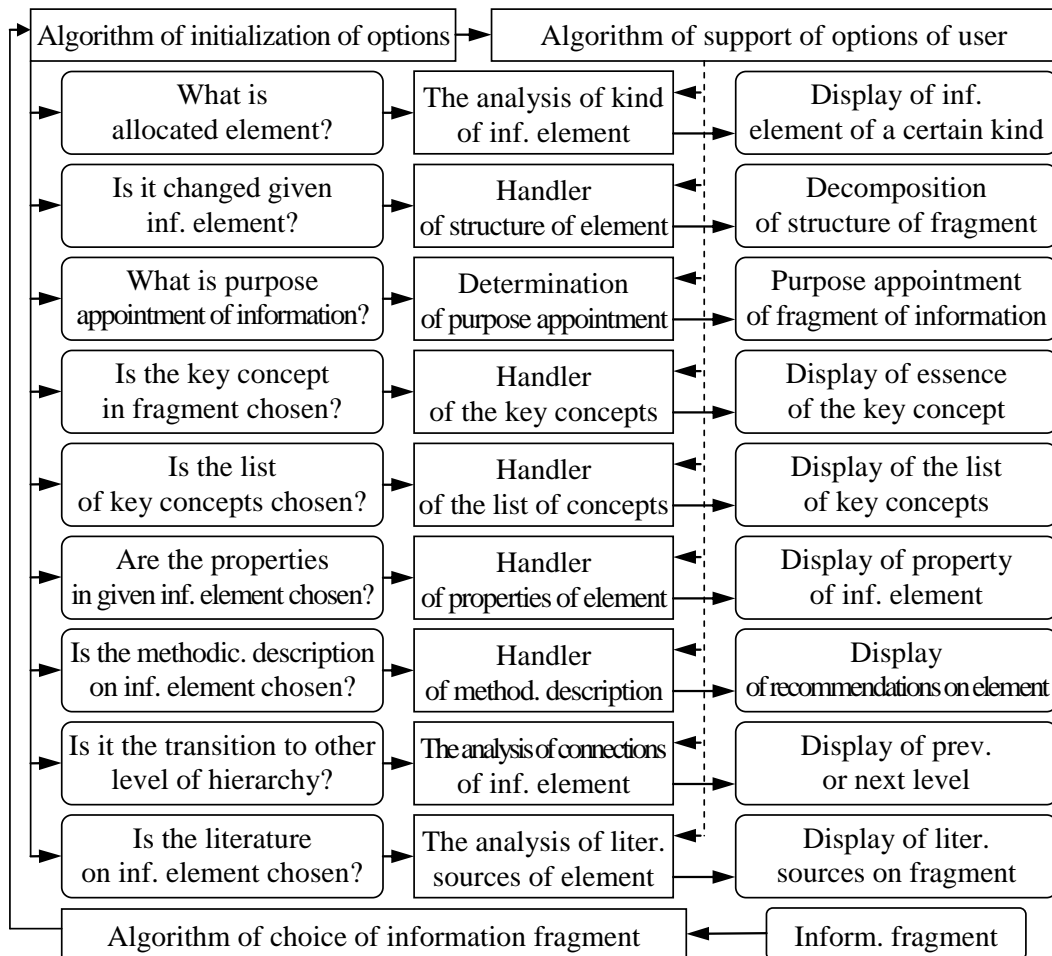 Algorithm of initialization of options
Algorithm of support of options of user
What is
allocated element?
The analysis of kind
of inf. element
Display of inf.
element of a certain kind
Is it changed given
inf. element?
Handler
of structure of element
Decomposition
of structure of fragment
What is purpose
appointment of information?
Determination
of purpose appointment
Purpose appointment
of fragment of information
Is the key concept
in fragment chosen?
Handler
of the key concepts
Display of essence
of the key concept
Is the list
of key concepts chosen?
Handler
of the list of concepts
Display of the list
of key concepts
Are the properties
in given inf. element chosen?
Handler
of properties of element
Display of property
of inf. element
Is the methodic. description
on inf. element chosen?
Handler
of method. description
Display
of recommendations on element
Is it the transition to other
level of hierarchy?
The analysis of connections
of inf. element
Display of prev.
or next level
Is the literature
on inf. element chosen?
The analysis of liter.
sources of element
Display of liter.
sources on fragment
Algorithm of choice of information fragment
Inform. fragment